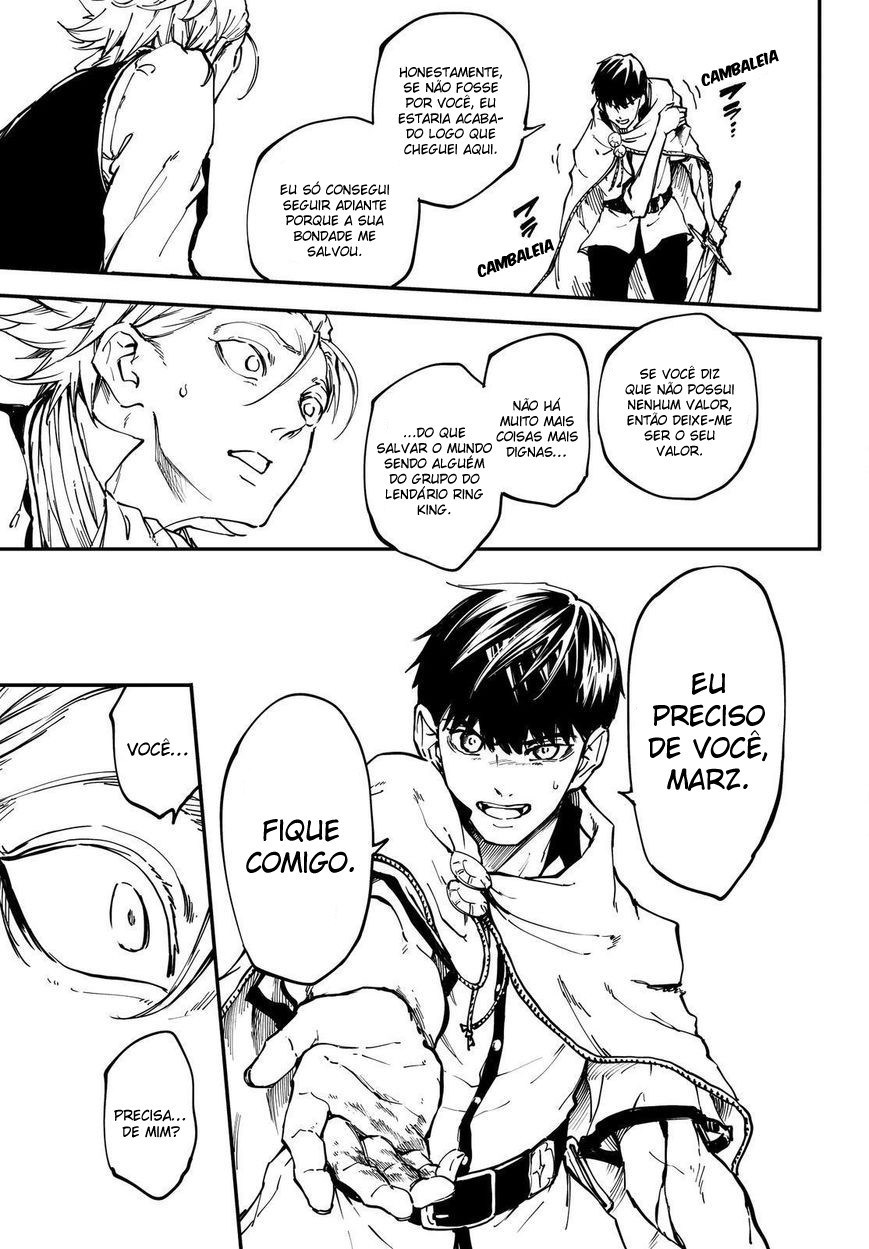 CAMBALEIA
HONESTAMENTE,
SE NÃO FOSSE
POR VOCÊ, EU
ESTARIA ACABA-
DO LOGO QUE
CHEGUEI AQUI.
CAMBALEIA
EU SÓ CONSEGUI
SEGUIR ADIANTE
PORQUE A SUA
BONDADE ME
SALVOU.
SE VOCÊ DIZ
QUE NÃO POSSUI
NENHUM VALOR,
ENTÃO DEIXE-ME
SER O SEU
VALOR.
NÃO HÁ
MUITO MAIS
COISAS MAIS
DIGNAS...
...DO QUE
SALVAR O MUNDO
SENDO ALGUÉM
DO GRUPO DO
LENDÁRIO RING
KING.
EU
PRECISO
DE VOCÊ,
MARZ.
FIQUE
COMIGO.
VOCÊ...
PRECISA...
DE MIM?